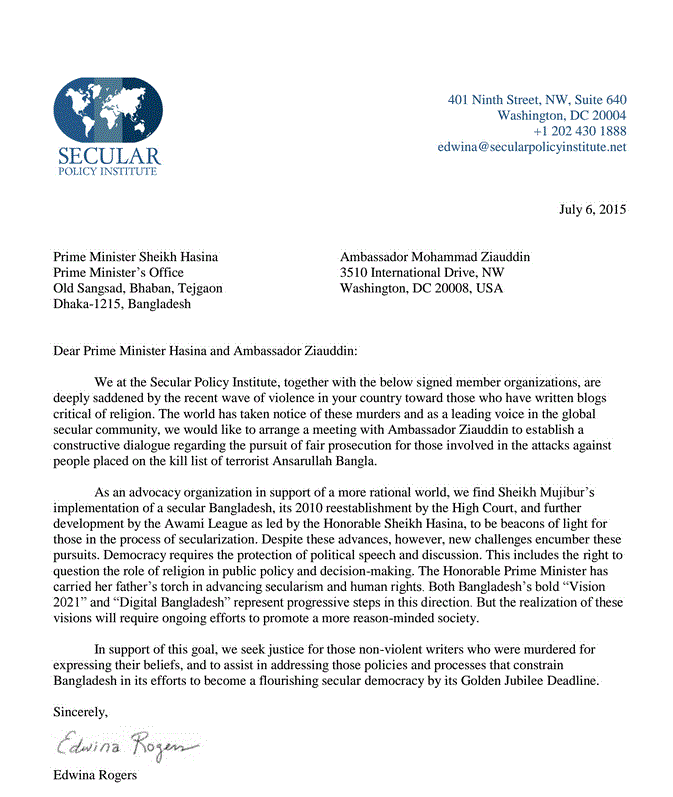 SECULAR
POLICY INSTITUTE
401 Ninth Street, NW, Suite 640
Washington, DC 20004
+1 202 430 1888
edwina@secularpolicyinstitute.net
July 6, 2015
Prime Minister Sheikh Hasina
Prime Minister's Office
Old Sangsad, Bhaban, Tejgaon
Dhaka-1215, Bangladesh
Ambassador Mohammad Ziauddin
3510 International Drive, NW
Washington, DC 20008, USA
Dear Prime Minister Hasina and Ambassador Ziauddin:
We at the Secular Policy Institute, together with the below signed member organizations, are
deeply saddened by the recent wave of violence in your country toward those who have written blogs
critical of religion. The world has taken notice of these murders and as a leading voice in the global
secular community, we would like to arrange a meeting with Ambassador Ziauddin to establish a
constructive dialogue regarding the pursuit of fair prosecution for those involved in the attacks against
people placed on the kill list of terrorist Ansarullah Bangla.
As an advocacy organization in support of a more rational world, we find Sheikh Mujibur's
implementation of a secular Bangladesh, its 2010 reestablishment by the High Court, and further
development by the Awami League as led by the Honorable Sheikh Hasina, to be beacons of light for
those in the process of secularization. Despite these advances, however, new challenges encumber these
pursuits. Democracy requires the protection of political speech and discussion. This includes the right to
question the role of religion in public policy and decision-making. The Honorable Prime Minister has
carried her father's torch in advancing secularism and human rights. Both Bangladesh's bold "Vision
2021" and "Digital Bangladesh" represent progressive steps in this direction. But the realization of these
visions will require ongoing efforts to promote a more reason-minded society.
In support of this goal, we seek justice for those non-violent writers who were murdered for
expressing their beliefs, and to assist in addressing those policies and processes that constrain
Bangladesh in its efforts to become a flourishing secular democracy by its Golden Jubilee Deadline.
Sincerely,
Edwina Rogers
Edwina Rogers